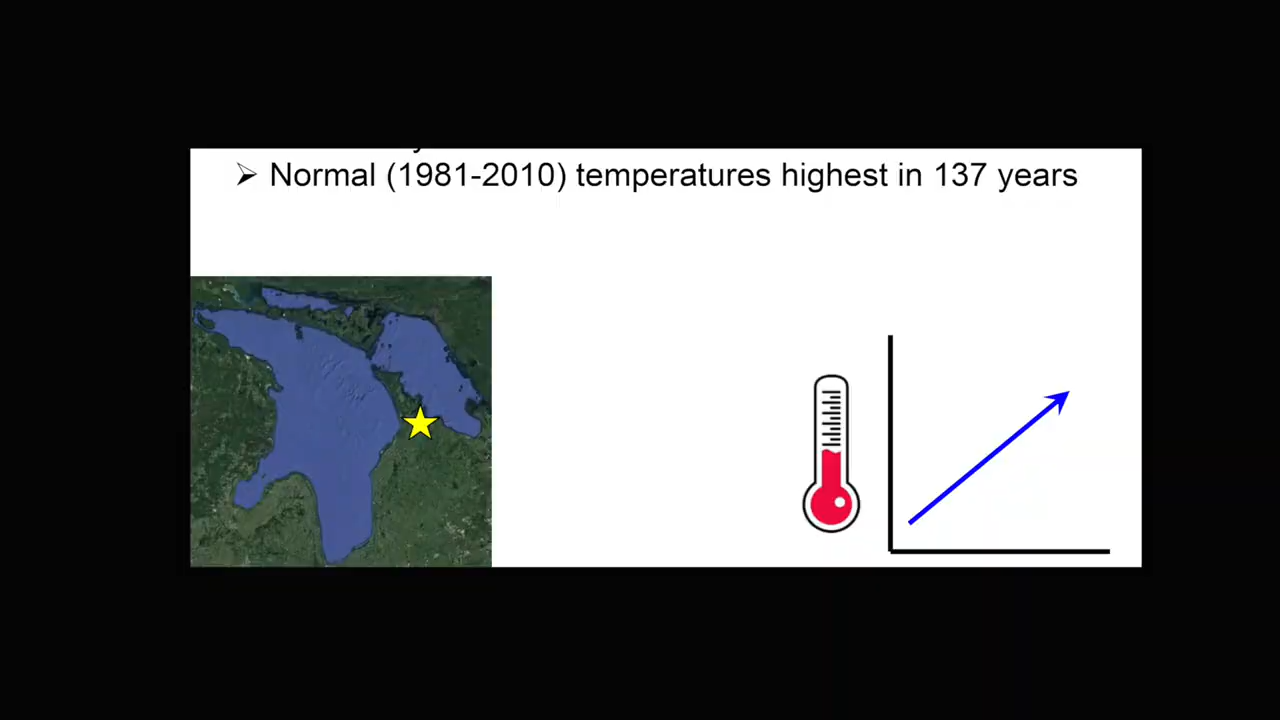 Normal (1981-2010) temperatures highest in 137 years